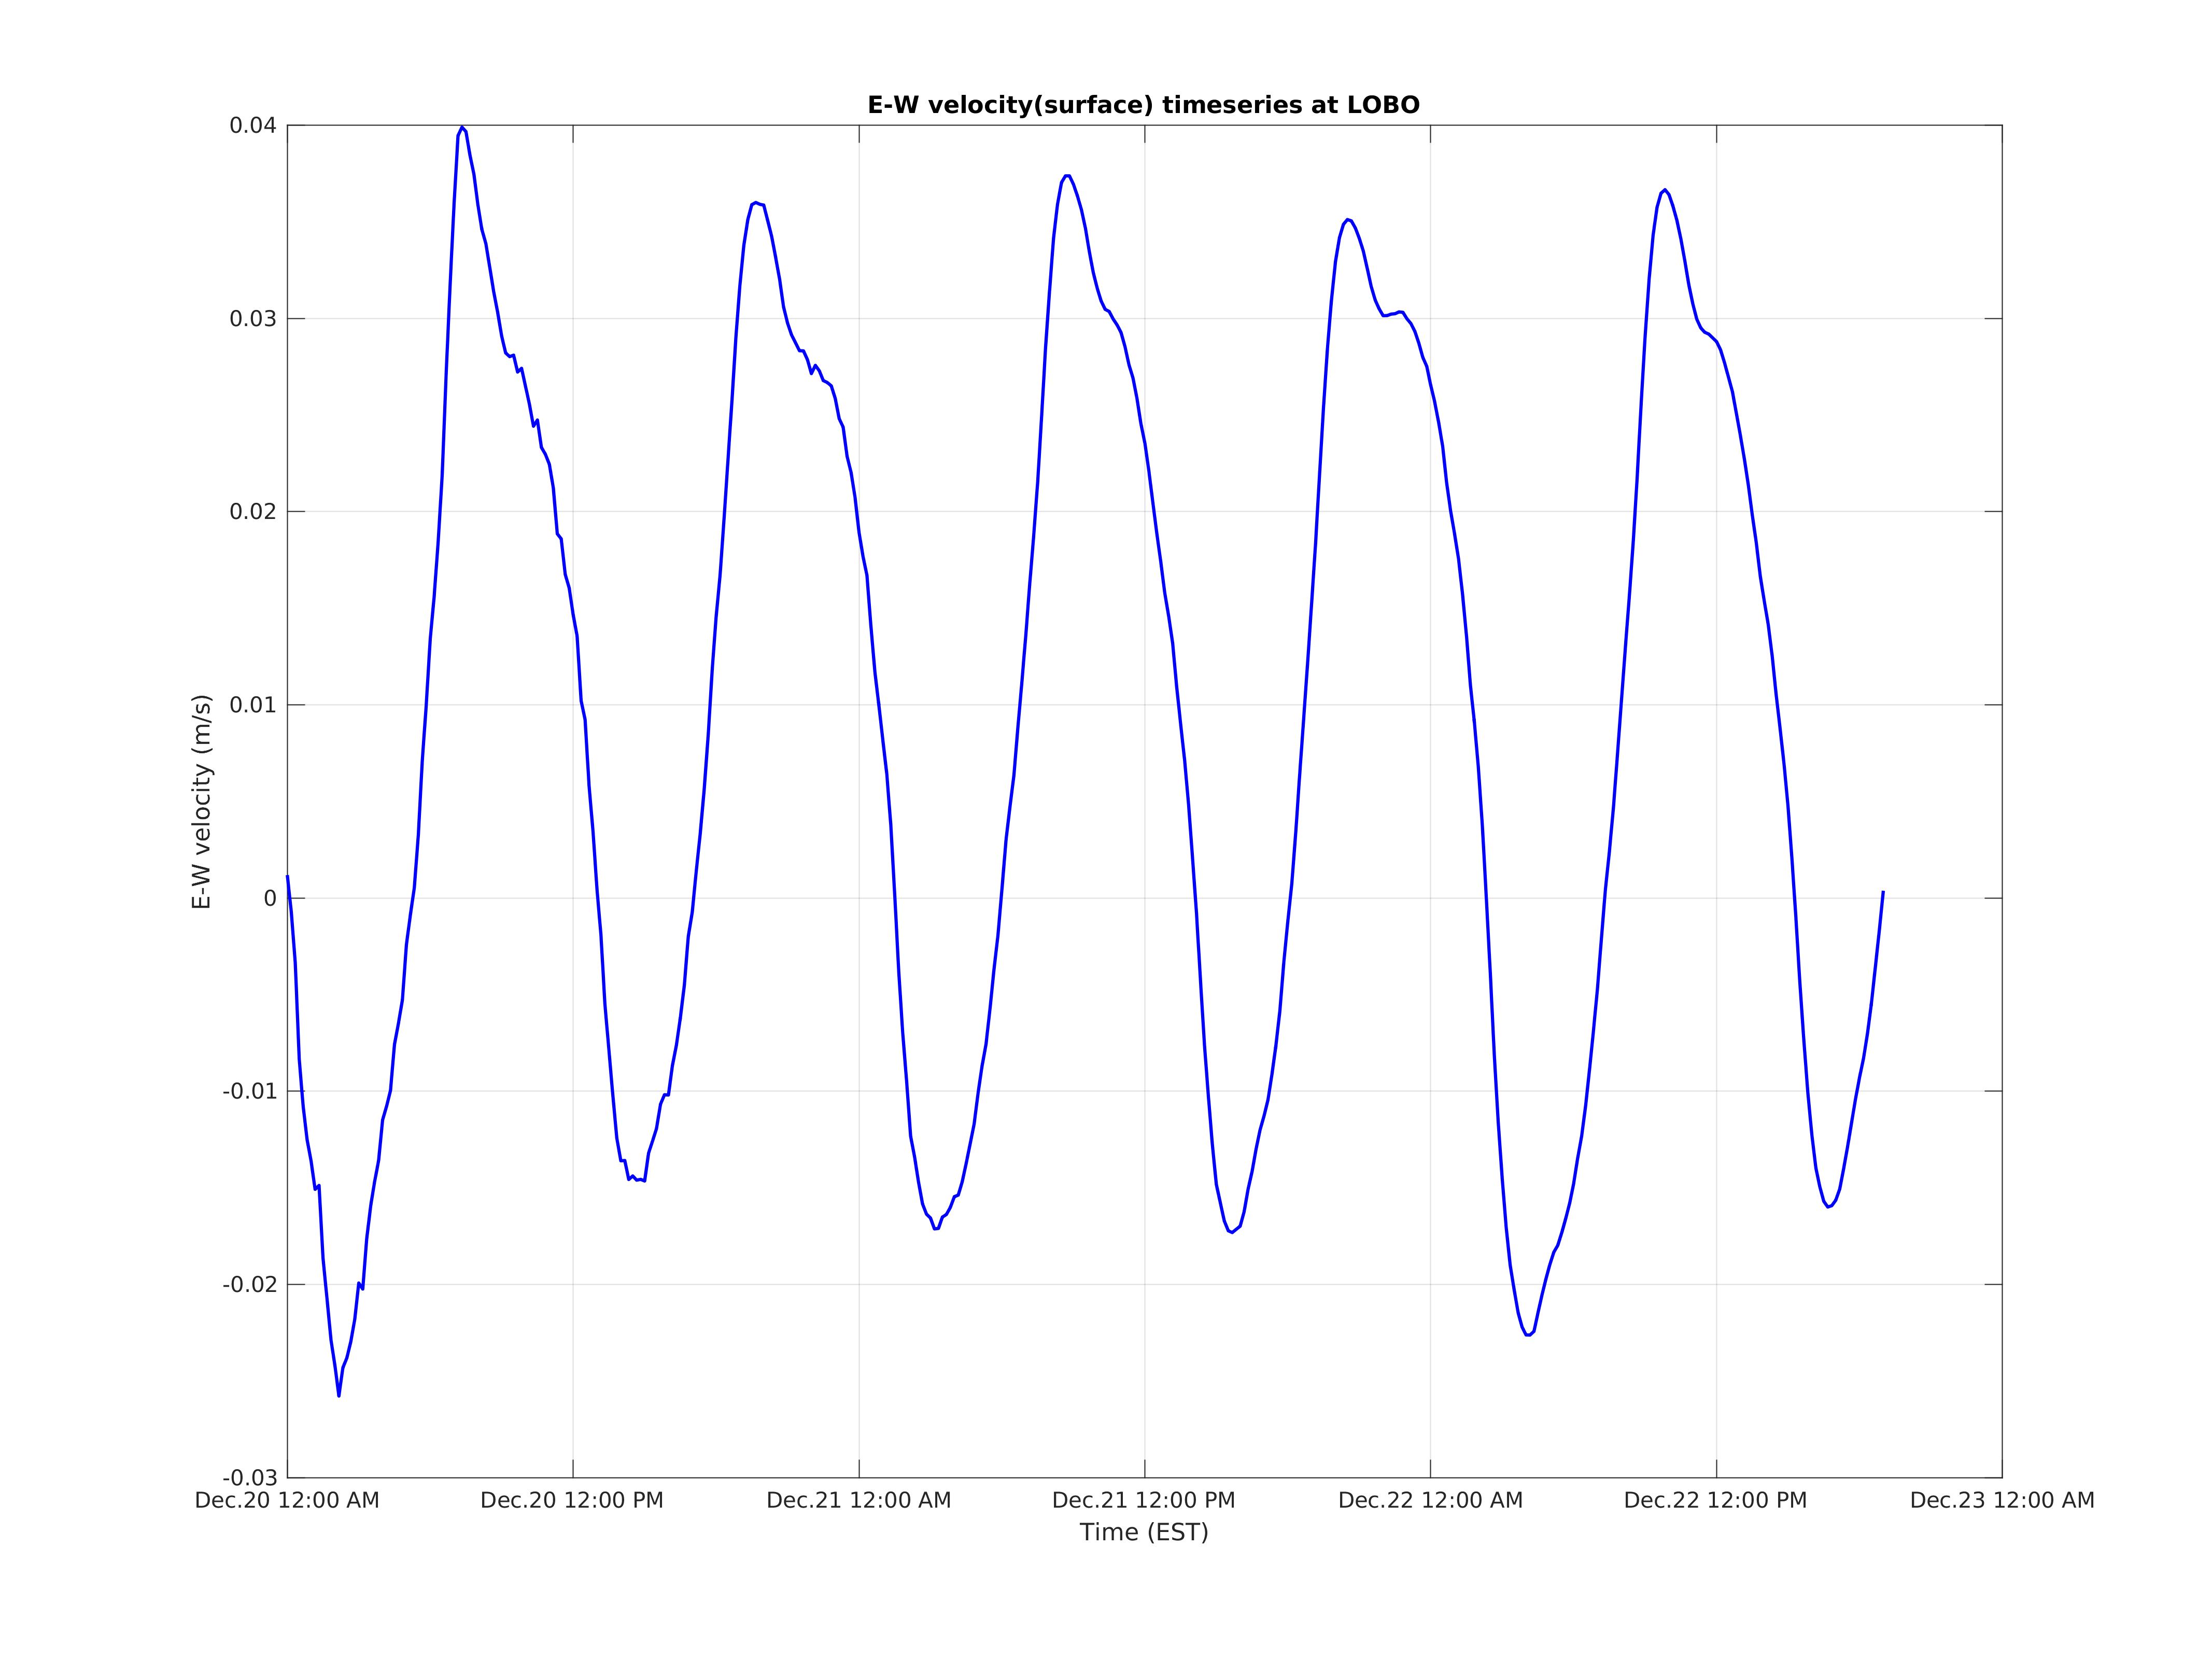 E-W velocity(surface) timeseries at LOBO
0.04
0.03
0.02
0.01
0
-0.01
-0.02
-0.03
E-W velocity (m/s)
Dec.20 12:00 AM Dec.20 12:00 PM Dec.21 12:00 AM Dec.21 12:00 PM Dec.22 12:00 AM Dec.22 12:00 PM Dec.23 12:00 AM
Time (EST)